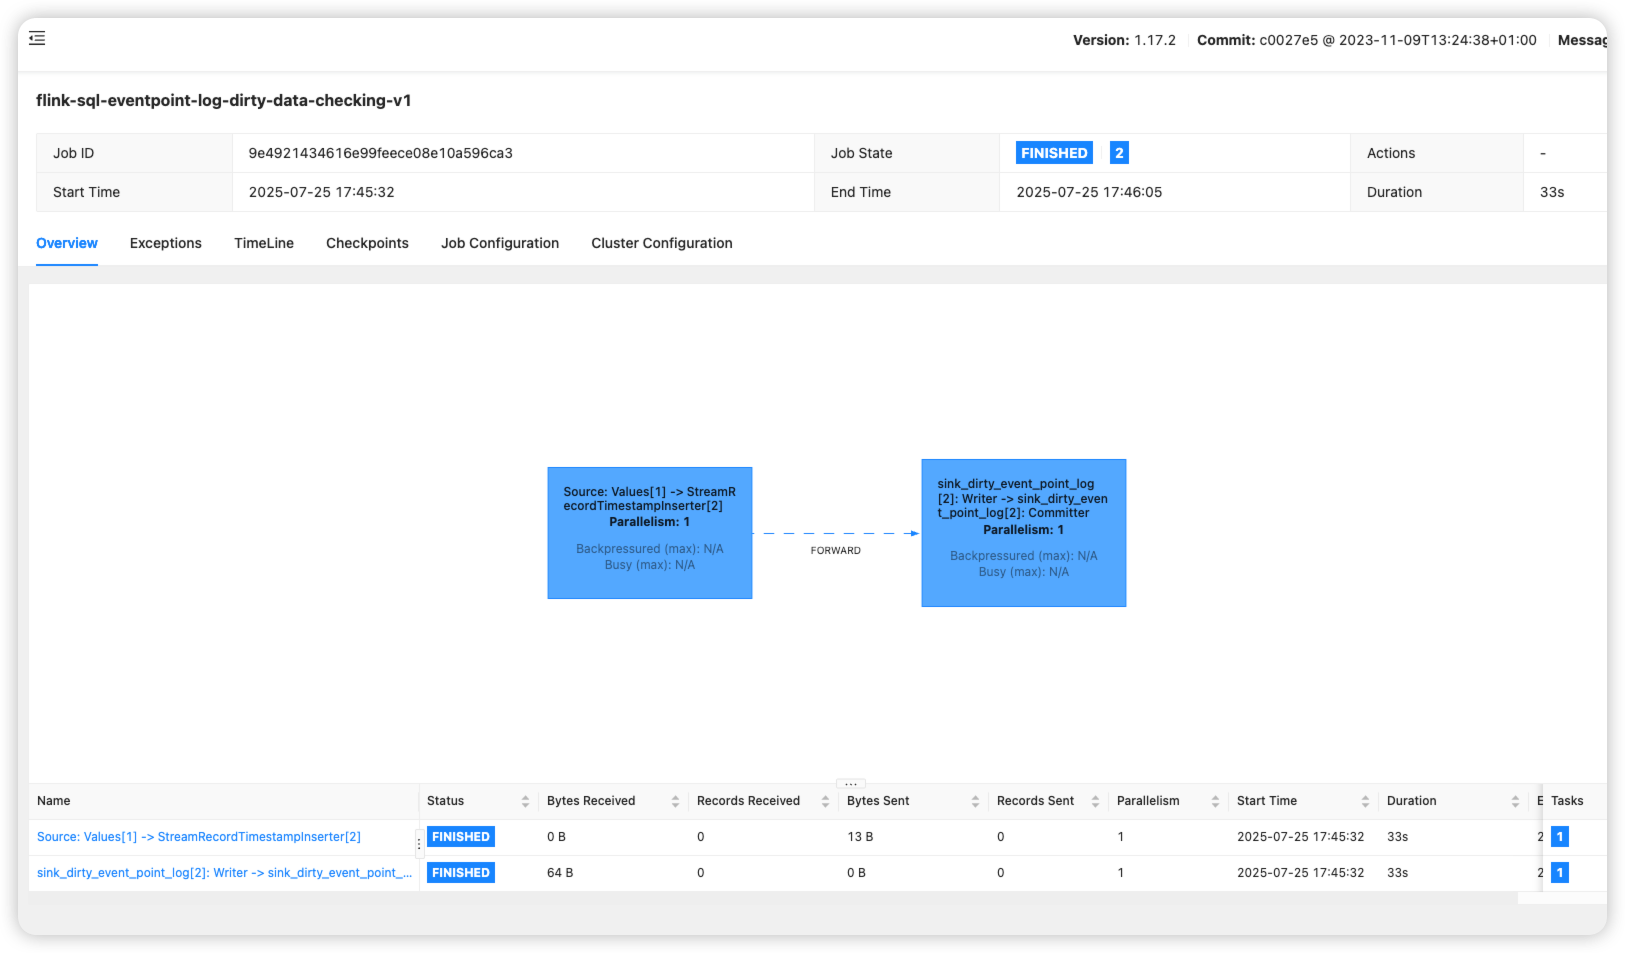 Version: 1.17.2 Commit: c0027e5 @ 2023-11-09T13:24:38+01:00 Messag
flink-sql-eventpoint-log-dirty-data-checking-v1
Job ID 9e4921434616e99feece08e10a596ca3 Job State FINISHED 2 Actions -
Start Time 2025-07-25 17:45:32 End Time 2025-07-25 17:46:05 Duration 33s
Overview Exceptions TimeLine Checkpoints Job Configuration Cluster Configuration
Source: Values[1] -> StreamR
ecordTimestampInserter[2]
Parallelism: 1
Backpressured (max): N/A
Busy (max): N/A
FORWARD
sink_dirty_event_point_log
[2]: Writer -> sink_dirty_even
t_point_log[2]: Committer
Parallelism: 1
Backpressured (max): N/A
Busy (max): N/A
Name Status Bytes Received Records Received Bytes Sent Records Sent Parallelism Start Time Duration E Tasks
Source: Values[1] -> StreamRecordTimestampInserter[2] FINISHED 0 B 0 13 B 0 1 2025-07-25 17:45:32 33s 2 1
sink_dirty_event_point_log[2]: Writer -> sink_dirty_event_point_... FINISHED 64 B 0 0 B 0 1 2025-07-25 17:45:32 33s 2 1